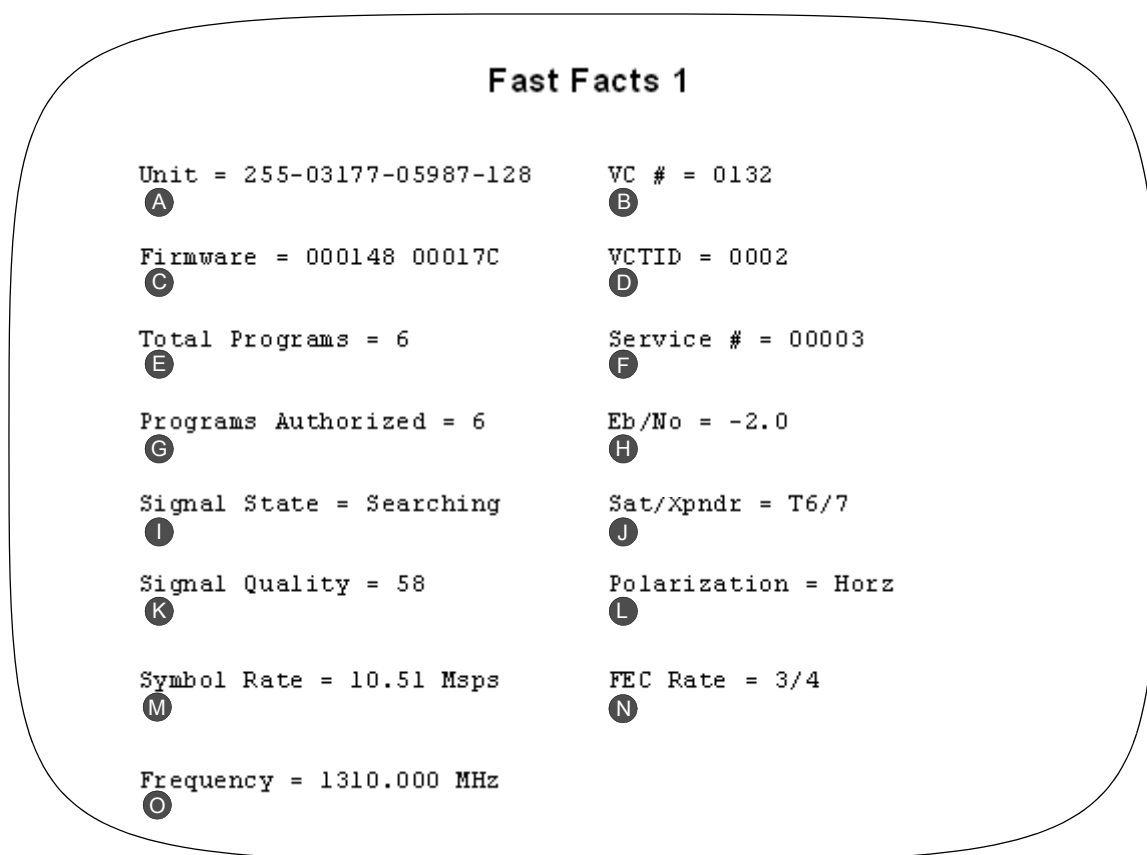 Fast Facts 1
Unit = 255-03177-05987-128 VC # = 0132
A B
Firmware = 000148 00017C VCTID = 0002
C D
Total Programs = 6 Service # = 00003
E F
Programs Authorized = 6 Eb/No = -2.0
G H
Signal State = Searching Sat/Xpndr = T6/7
I J
Signal Quality = 58 Polarization = Horz
K L
Symbol Rate = 10.51 Msps FEC Rate = 3/4
M N
Frequency = 1310.000 MHz
O